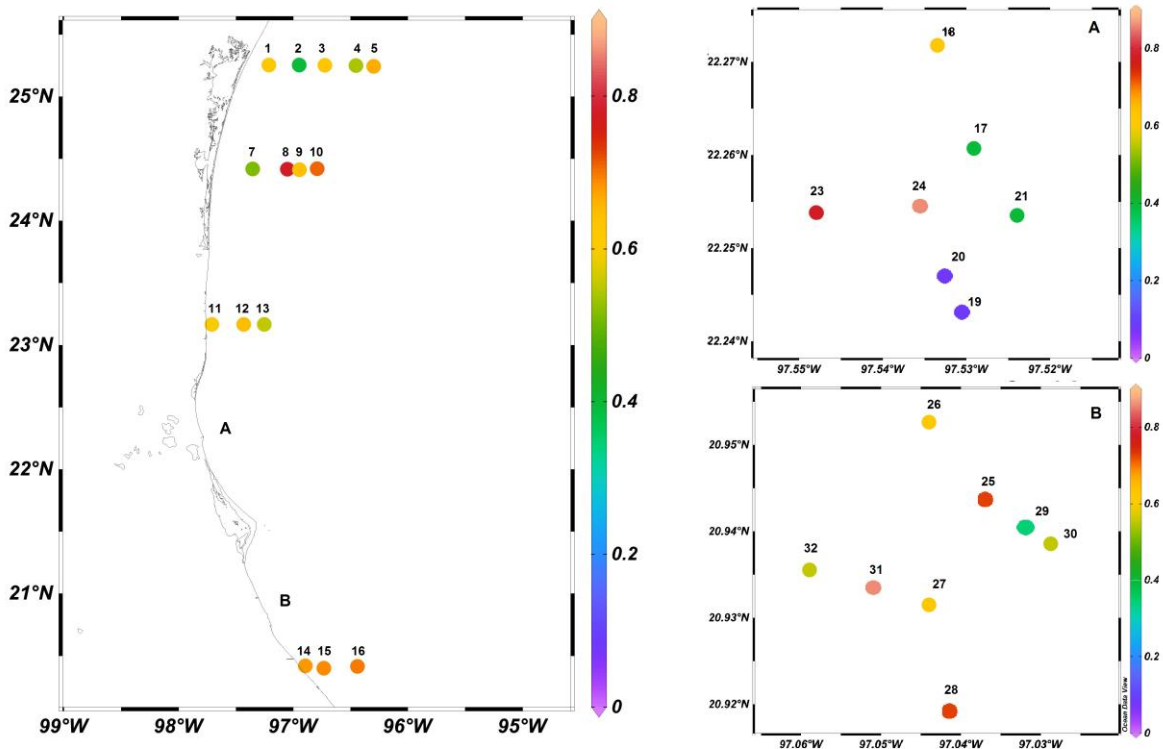 1 2 3 4 5
25°N
7 8 9 10
24°N
11 12 13
23°N
A
22°N
21°N
B
14 15 16
99°W 98°W 97°W 96°W 95°W
0.8
0.6
0.4
0.2
0
A
18
22.27°N
17
22.26°N
23 24 21
22.25°N
20
19
22.24°N
97.55°W 97.54°W 97.53°W 97.52°W
0.8
0.6
0.4
0.2
0
B
26
20.95°N
25
29
20.94°N
30
32
31 27
20.93°N
28
20.92°N
97.06°W 97.05°W 97.04°W 97.03°W
Ocean Data View
0.8
0.6
0.4
0.2
0